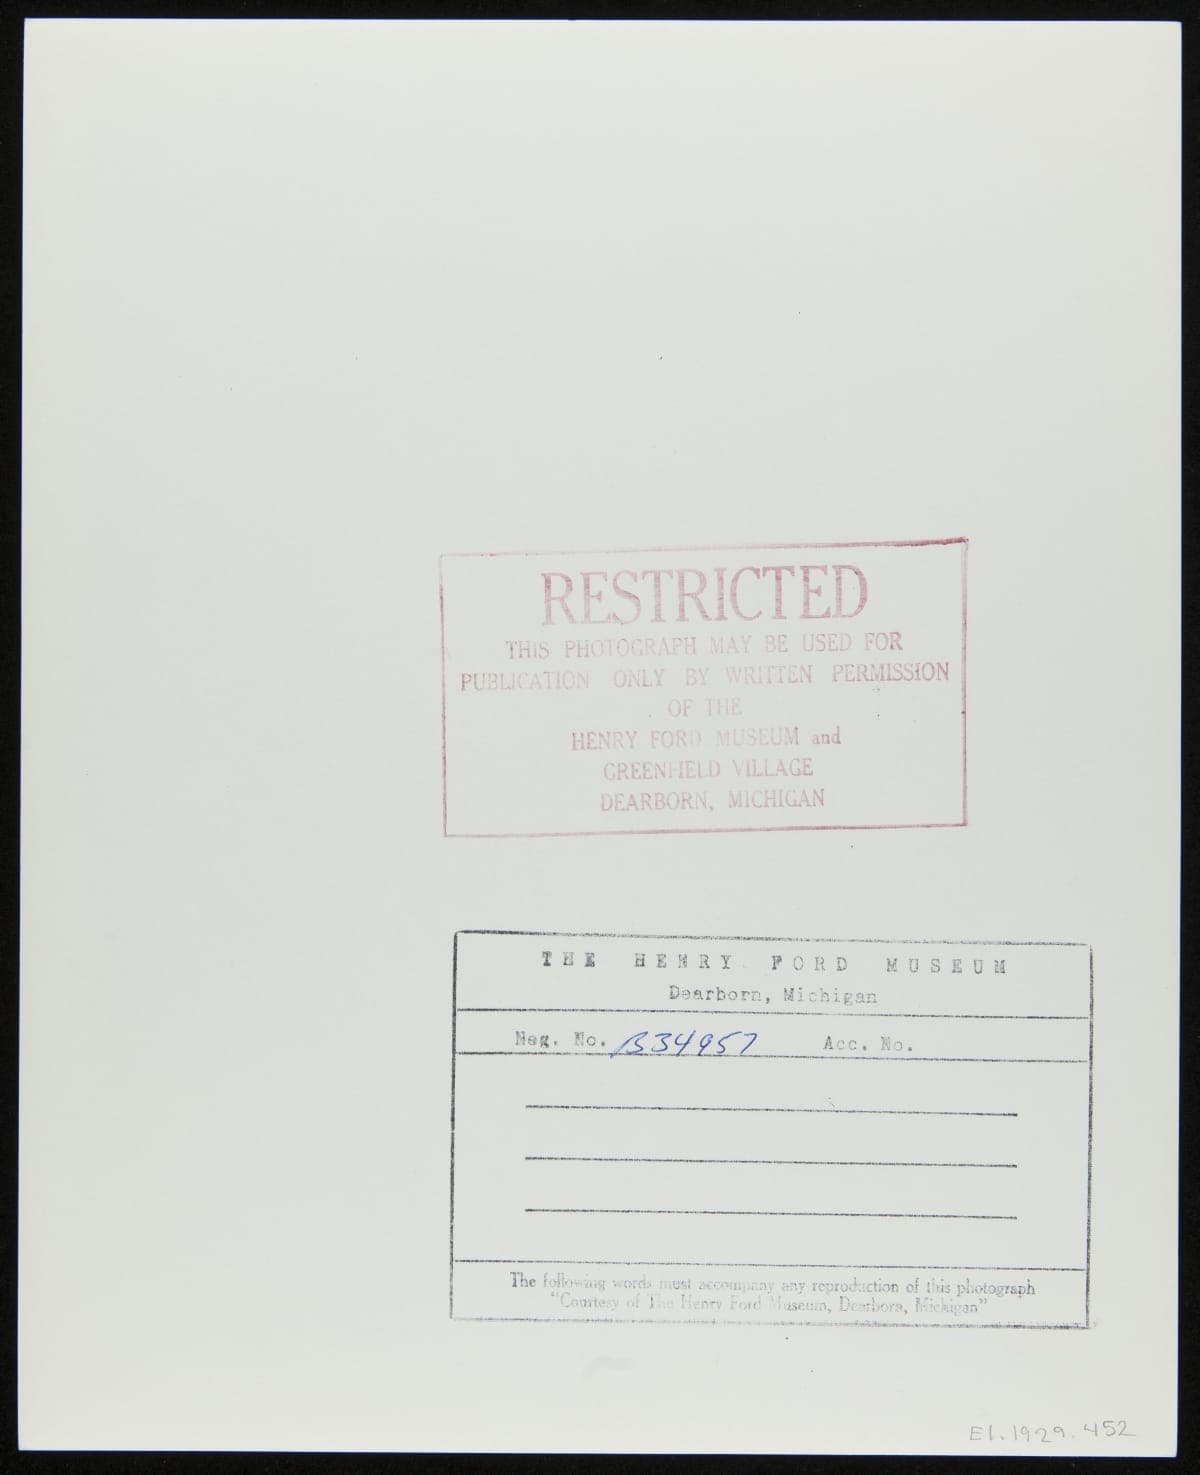 RESTRICTED
THIS PHOTOGRAPH MAY BE USED FOR
PUBLICATION ONLY BY WRITTEN PERMISSION
OF THE
HENRY FORD MUSEUM and
GREENFIELD VILLAGE
DEARBORN, MICHIGAN
THE HENRY FORD MUSEUM
Dearborn, Michigan
Neg. No. B34957 Acc. No.
The following words must accompany any reproduction of this photograph
"Courtesy of The Henry Ford Museum, Dearborn, Michigan"
EI.1929.452